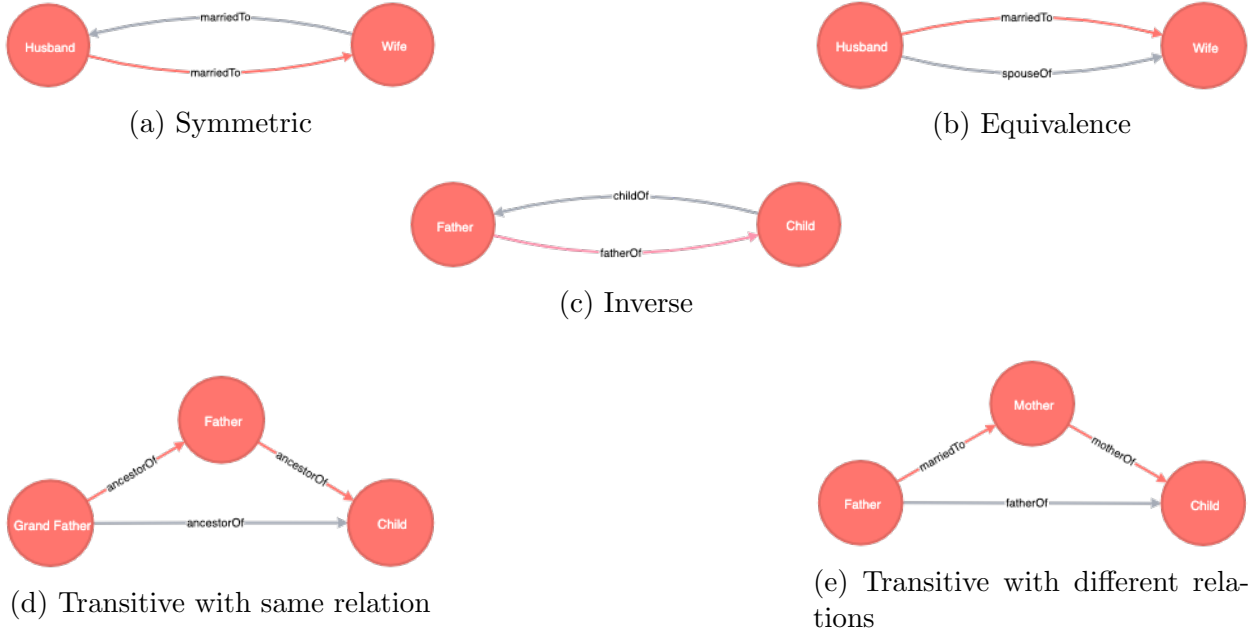 marriedTo
Husband
Wife
marriedTo
(a) Symmetric
marriedTo
Husband
Wife
spouseOf
(b) Equivalence
childOf
Father
Child
fatherOf
(c) Inverse
Father
ancestorOf
ancestorOf
Grand Father
ancestorOf
Child
(d) Transitive with same relation
Mother
marriedTo
motherOf
Father
fatherOf
Child
(e) Transitive with different rela-
tions